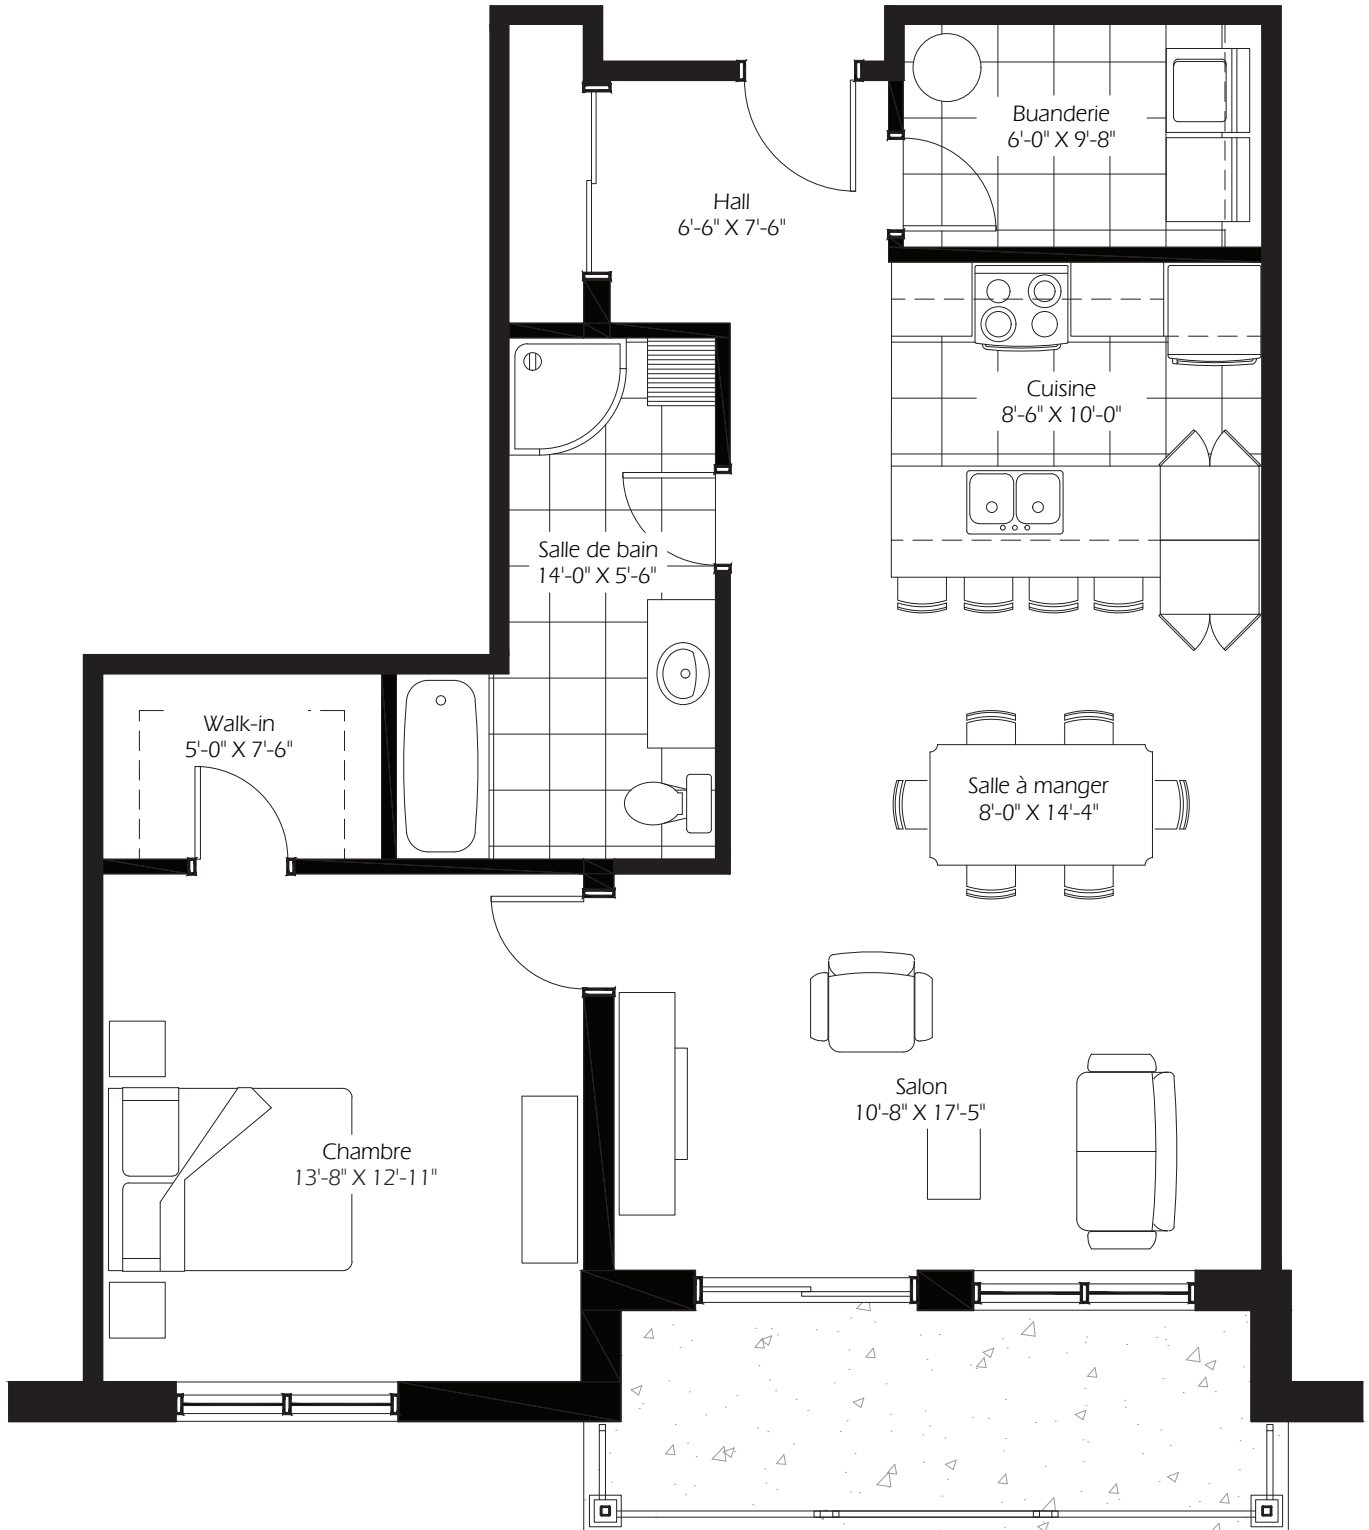 Buanderie
6'-0" X 9'-8"
Hall
6'-6" X 7'-6"
Cuisine
8'-6" X 10'-0"
Salle de bain
14'-0" X 5'-6"
Walk-in
5'-0" X 7'-6"
Salle à manger
8'-0" X 14'-4"
Salon
10'-8" X 17'-5"
Chambre
13'-8" X 12'-11"